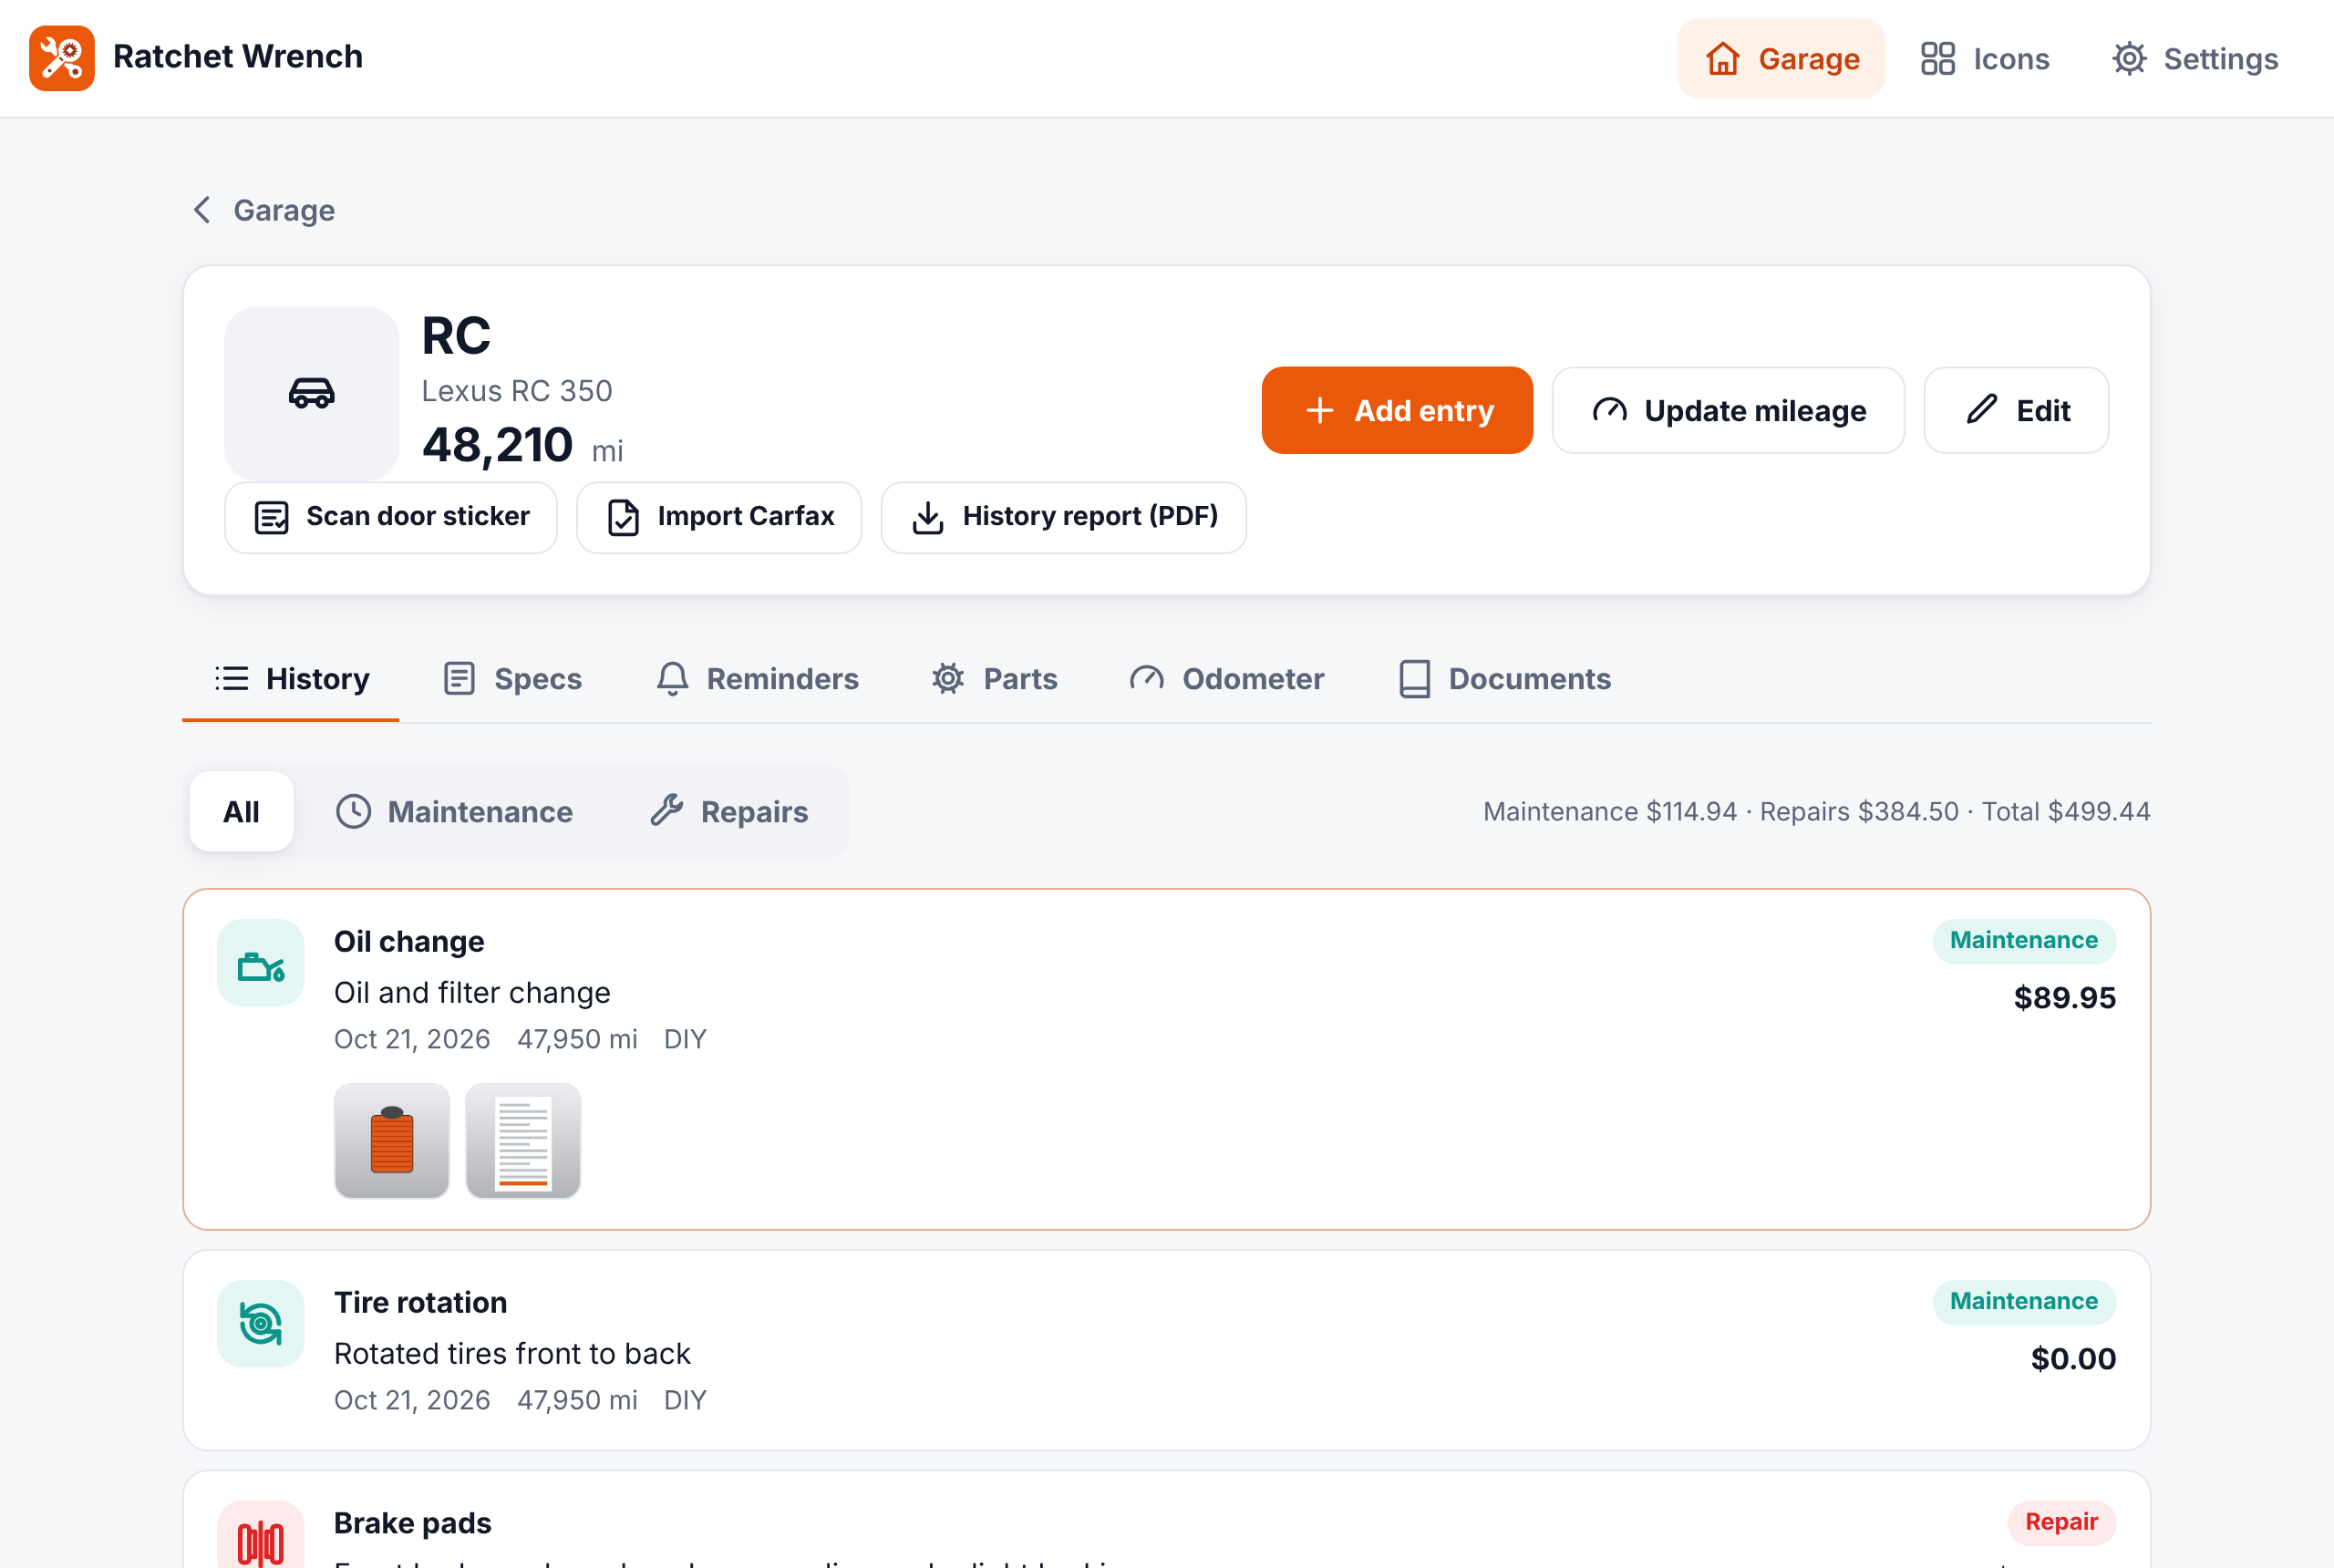 Ratchet Wrench
Garage
Icons
Settings
Garage
RC
Lexus RC 350
48,210 mi
Add entry
Update mileage
Edit
Scan door sticker
Import Carfax
History report (PDF)
History
Specs
Reminders
Parts
Odometer
Documents
All
Maintenance
Repairs
Maintenance $114.94 · Repairs $384.50 · Total $499.44
Oil change
Maintenance
Oil and filter change
$89.95
Oct 21, 2026 47,950 mi DIY
Tire rotation
Maintenance
Rotated tires front to back
$0.00
Oct 21, 2026 47,950 mi DIY
Brake pads
Repair